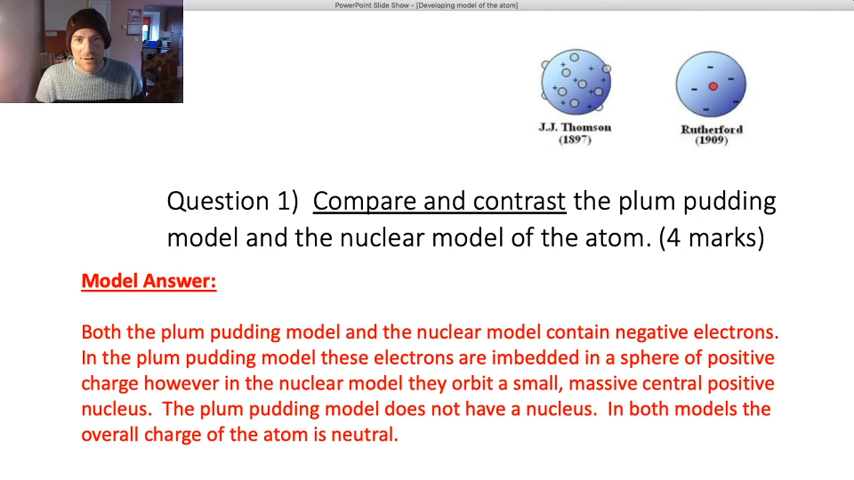 PowerPoint Slide Show - [Developing model of the atom]
J.J. Thomson
(1897)
Rutherford
(1909)
Question 1) Compare and contrast the plum pudding
model and the nuclear model of the atom. (4 marks)
Model Answer:
Both the plum pudding model and the nuclear model contain negative electrons.
In the plum pudding model these electrons are imbedded in a sphere of positive
charge however in the nuclear model they orbit a small, massive central positive
nucleus. The plum pudding model does not have a nucleus. In both models the
overall charge of the atom is neutral.